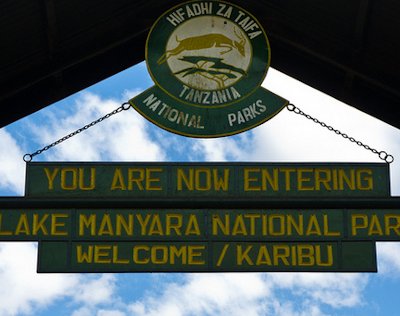 HIFADHI ZA TAIFA
TANZANIA
NATIONAL PARKS
YOU ARE NOW ENTERING
LAKE MANYARA NATIONAL PAR
WELCOME / KARIBU